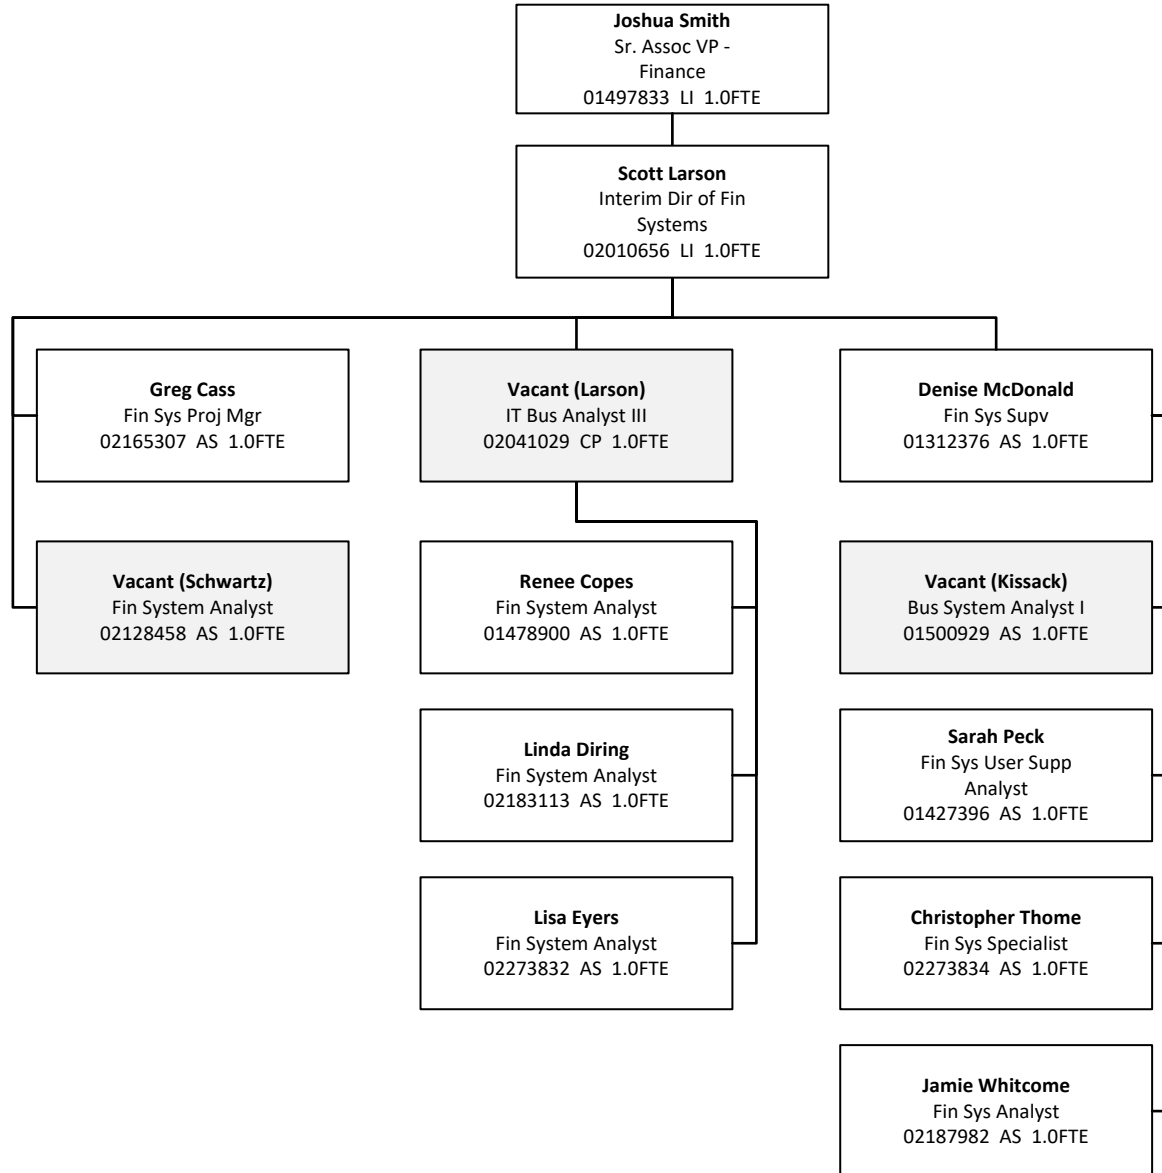 Joshua Smith
Sr. Assoc VP -
Finance
01497833 LI 1.0FTE
Scott Larson
Interim Dir of Fin
Systems
02010656 LI 1.0FTE
Greg Cass
Fin Sys Proj Mgr
02165307 AS 1.0FTE
Vacant (Larson)
IT Bus Analyst III
02041029 CP 1.0FTE
Denise McDonald
Fin Sys Supv
01312376 AS 1.0FTE
Vacant (Schwartz)
Fin System Analyst
02128458 AS 1.0FTE
Renee Copes
Fin System Analyst
01478900 AS 1.0FTE
Vacant (Kissack)
Bus System Analyst I
01500929 AS 1.0FTE
Linda Diring
Fin System Analyst
02183113 AS 1.0FTE
Sarah Peck
Fin Sys User Supp
Analyst
01427396 AS 1.0FTE
Lisa Eyers
Fin System Analyst
02273832 AS 1.0FTE
Christopher Thome
Fin Sys Specialist
02273834 AS 1.0FTE
Jamie Whitcome
Fin Sys Analyst
02187982 AS 1.0FTE